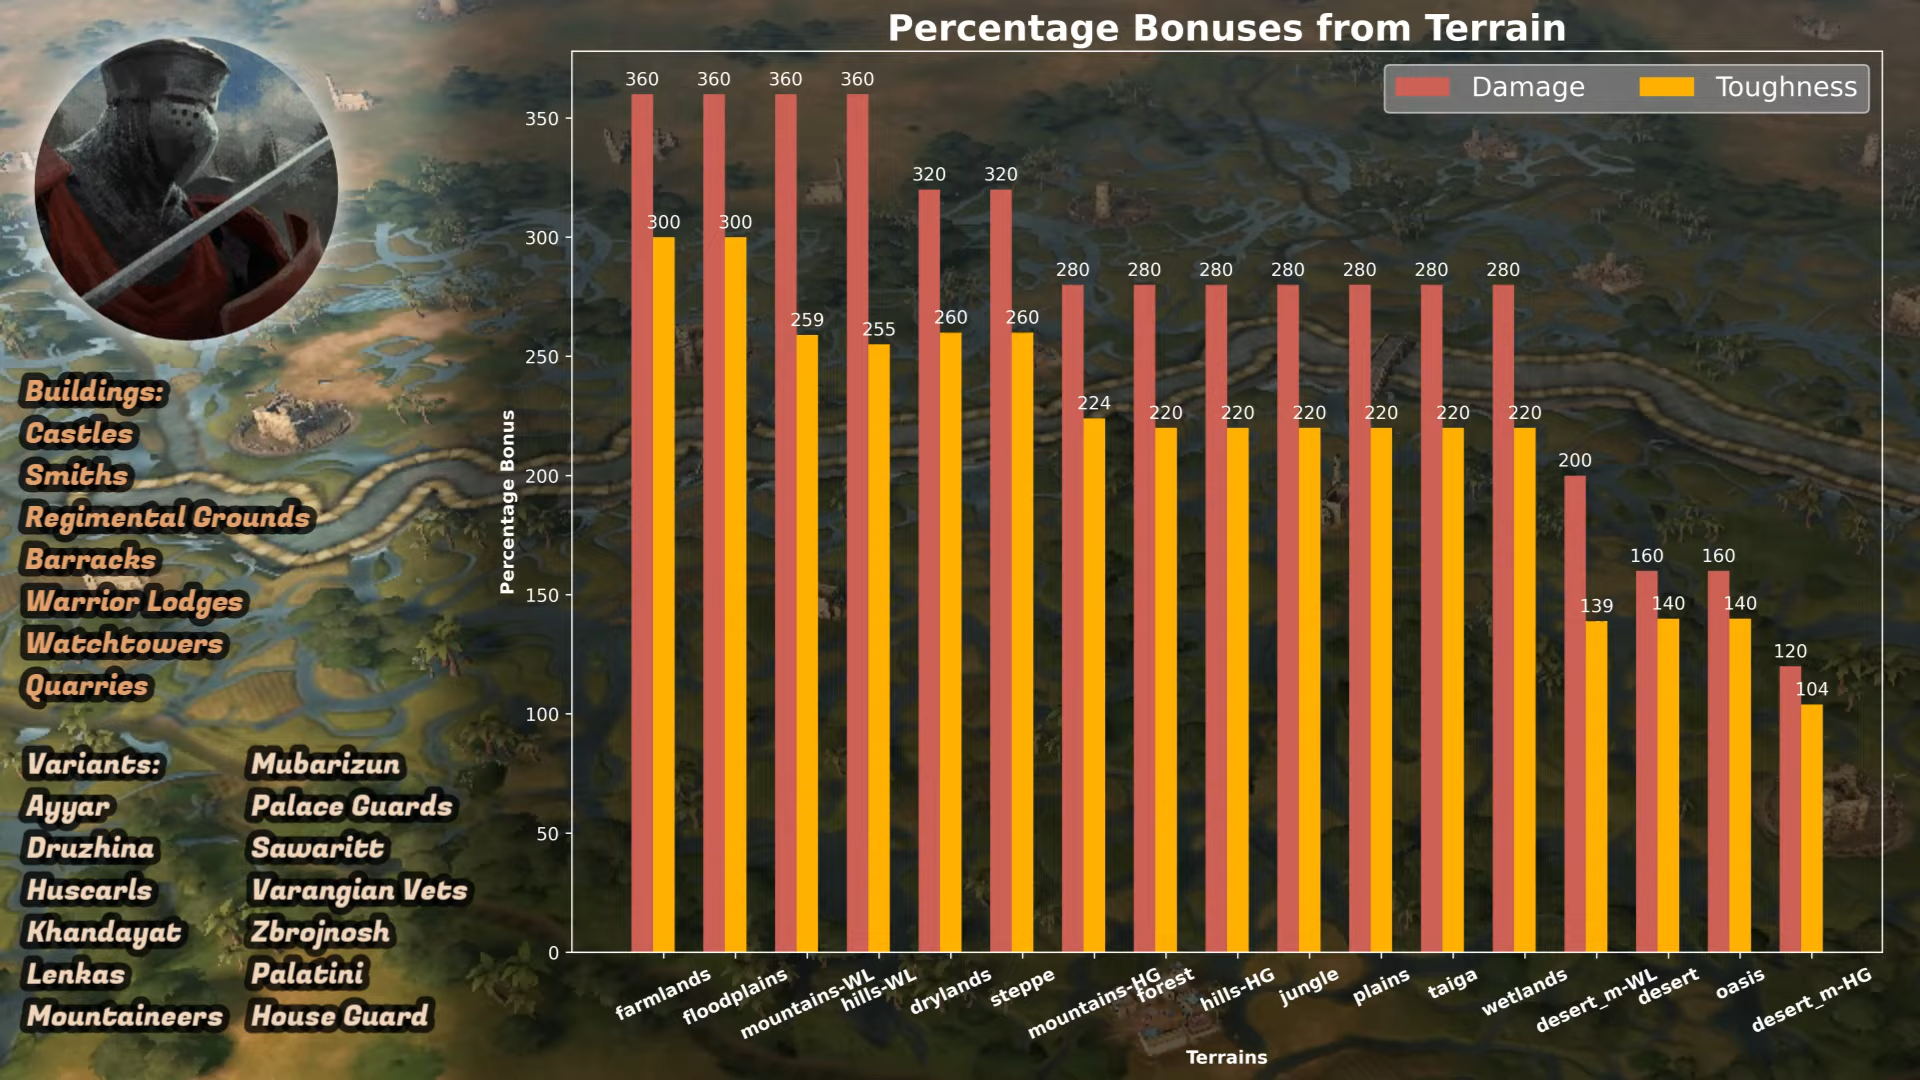 Percentage Bonuses from Terrain
Damage Toughness
Buildings:
Castles
Smiths
Regimental Grounds
Barracks
Warrior Lodges
Watchtowers
Quarries
Variants:
Ayyar
Druzhina
Huscarls
Khandayat
Lenkas
Mountaineers
Mubarizun
Palace Guards
Sawaritt
Varangian Vets
Zbrojnosh
Palatini
House Guard
Percentage Bonus
350
300
250
200
150
100
50
0
360 360 360 360 320 320 280 280 280 280 280 280 280 200 160 160 120
300 300 259 255 260 260 224 220 220 220 220 220 220 139 140 140 104
farmlands floodplains mountains-WL hills-WL drylands steppe mountains-HG forest hills-HG jungle plains taiga wetlands desert_m-WL desert oasis desert_m-HG
Terrains